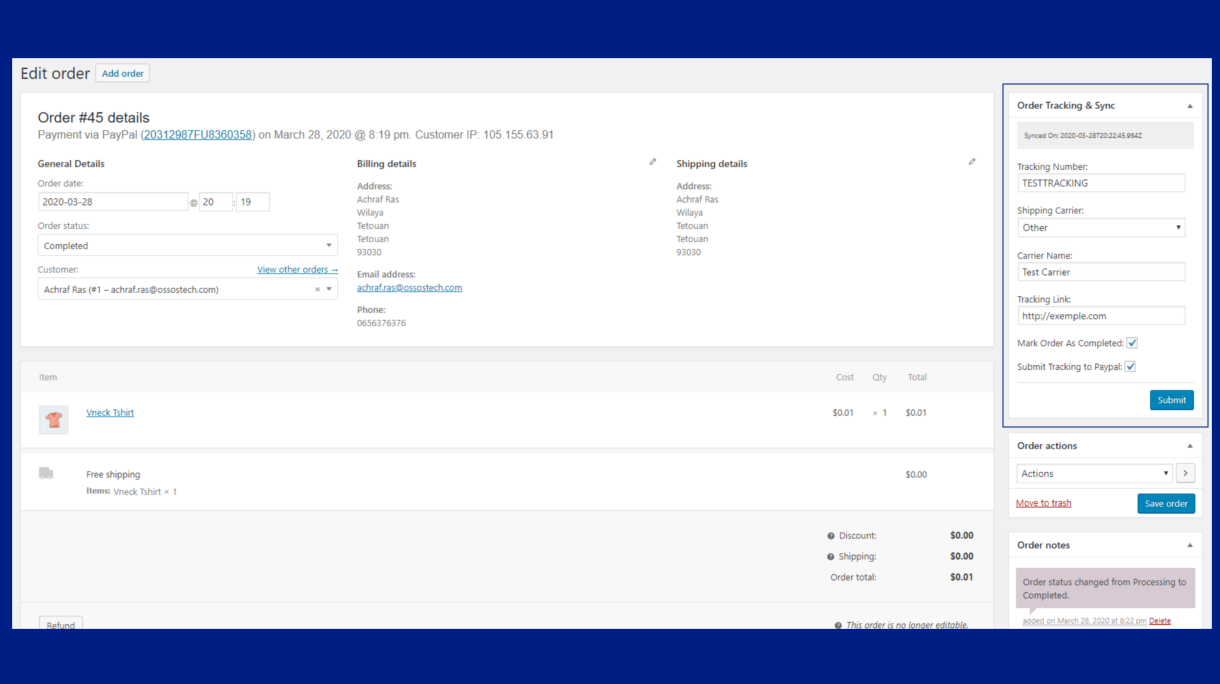 Edit order Add order
Order #45 details
Payment via PayPal (20312987FU8360358) on March 28, 2020 @ 8:19 pm. Customer IP: 105.155.63.91
General Details
Order date:
2020-03-28 @ 20 : 19
Order status:
Completed
Customer: View other orders →
Achraf Ras (#1 – achraf.ras@ossostech.com) ×
Billing details
Address:
Achraf Ras
Wilaya
Tetouan
Tetouan
93030
Email address:
achraf.ras@ossostech.com
Phone:
0656376376
Shipping details
Address:
Achraf Ras
Wilaya
Tetouan
Tetouan
93030
Item Cost Qty Total
Vneck Tshirt $0.01 × 1 $0.01
Free shipping $0.00
Items: Vneck Tshirt × 1
Discount: $0.00
Shipping: $0.00
Order total: $0.01
Refund This order is no longer editable.
Order Tracking & Sync
Synced On: 2020-03-28T20:22:45.964Z
Tracking Number:
TESTTRACKING
Shipping Carrier:
Other
Carrier Name:
Test Carrier
Tracking Link:
http://exemple.com
Mark Order As Completed:
Submit Tracking to Paypal:
Submit
Order actions
Actions
Move to trash Save order
Order notes
Order status changed from Processing to
Completed.
added on March 28, 2020 at 8:22 pm Delete